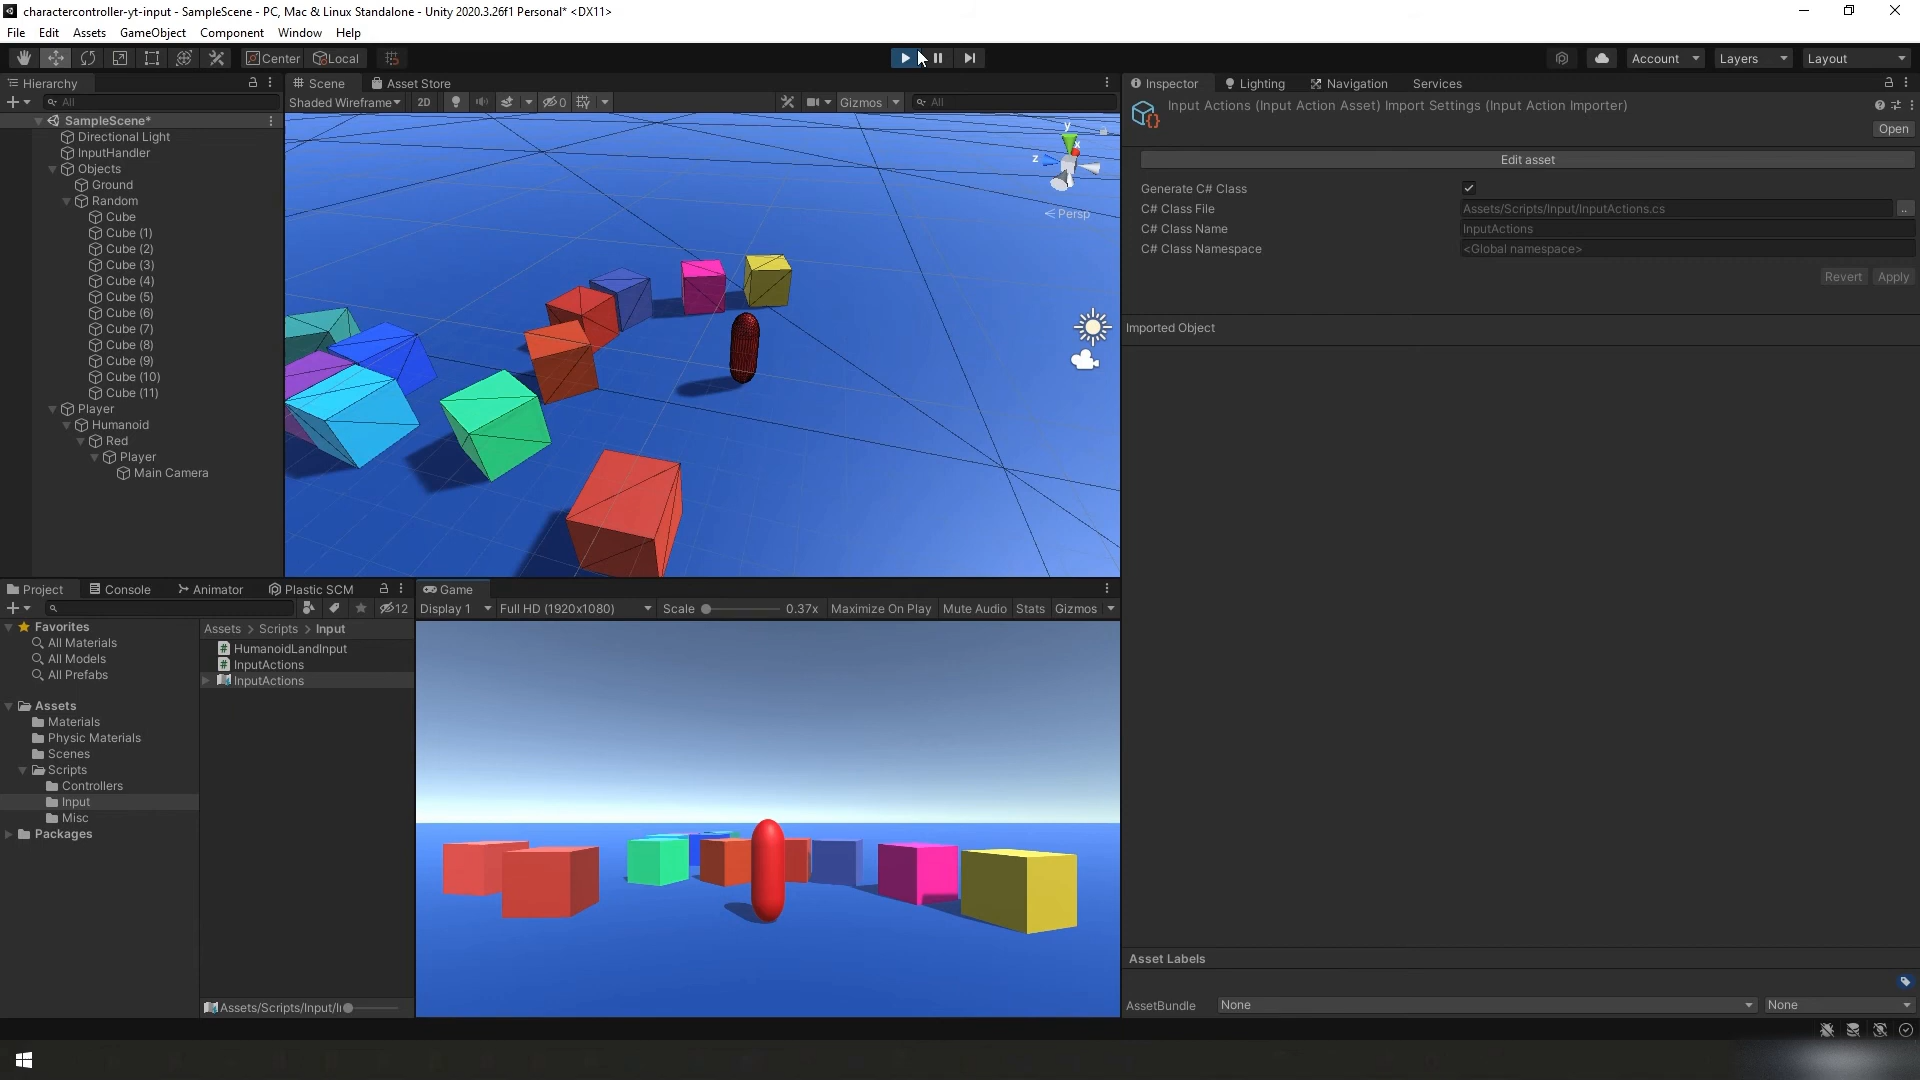 charactercontroller-yt-input - SampleScene - PC, Mac & Linux Standalone - Unity 2020.3.26f1 Personal* <DX11>
File Edit Assets GameObject Component Window Help
Center Local
Account Layers Layout
Hierarchy
All
SampleScene*
Directional Light
InputHandler
Objects
Ground
Random
Cube
Cube (1)
Cube (2)
Cube (3)
Cube (4)
Cube (5)
Cube (6)
Cube (7)
Cube (8)
Cube (9)
Cube (10)
Cube (11)
Player
Humanoid
Red
Player
Main Camera
Scene Asset Store
Shaded Wireframe 2D 0 Gizmos All
y
x
z
Persp
Inspector Lighting Navigation Services
Input Actions (Input Action Asset) Import Settings (Input Action Importer)
Open
Edit asset
Generate C# Class
C# Class File Assets/Scripts/Input/InputActions.cs ..
C# Class Name InputActions
C# Class Namespace <Global namespace>
Revert Apply
Imported Object
Asset Labels
AssetBundle None None
Project Console Animator Plastic SCM
12
Favorites
All Materials
All Models
All Prefabs
Assets
Materials
Physic Materials
Scenes
Scripts
Controllers
Input
Misc
Packages
Assets > Scripts > Input
HumanoidLandInput
InputActions
InputActions
Assets/Scripts/Input/I
Game
Display 1 Full HD (1920x1080) Scale 0.37x Maximize On Play Mute Audio Stats Gizmos